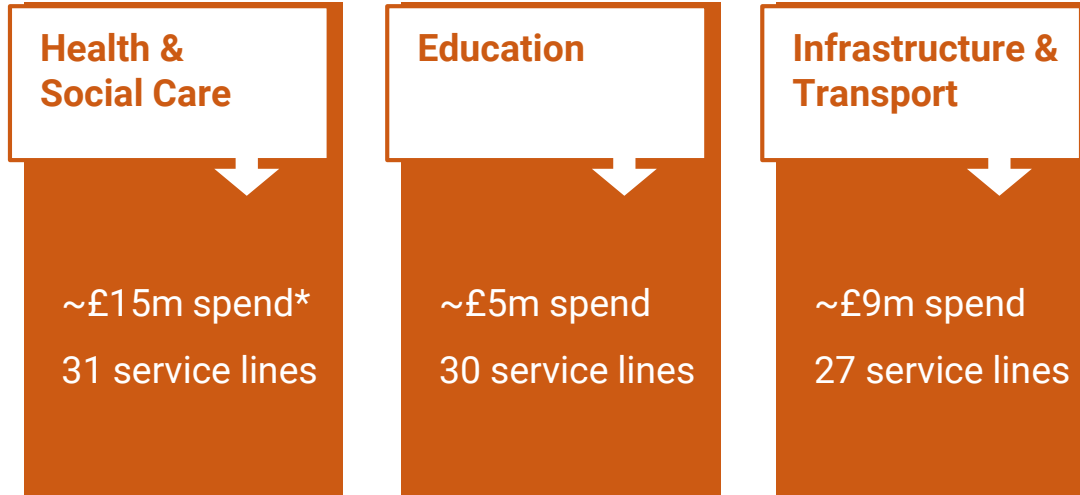 Health &
Social Care
~£15m spend*
31 service lines
Education
~£5m spend
30 service lines
Infrastructure &
Transport
~£9m spend
27 service lines